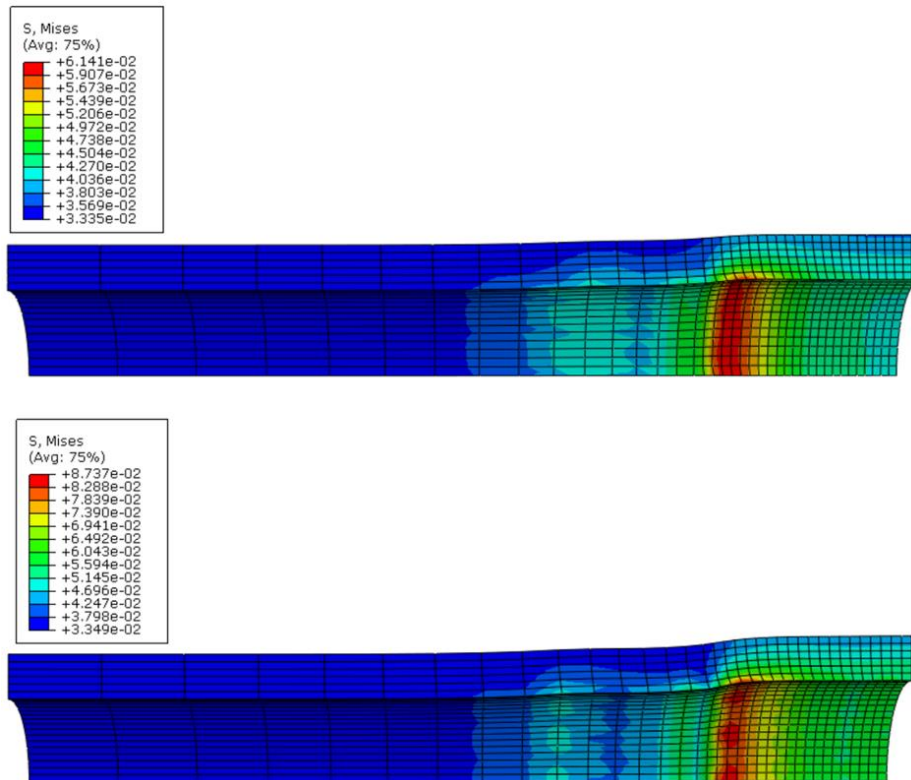 S, Mises
(Avg: 75%)
+6.141e-02
+5.907e-02
+5.673e-02
+5.439e-02
+5.206e-02
+4.972e-02
+4.738e-02
+4.504e-02
+4.270e-02
+4.036e-02
+3.803e-02
+3.569e-02
+3.335e-02
S, Mises
(Avg: 75%)
+8.737e-02
+8.288e-02
+7.839e-02
+7.390e-02
+6.941e-02
+6.492e-02
+6.043e-02
+5.594e-02
+5.145e-02
+4.696e-02
+4.247e-02
+3.798e-02
+3.349e-02